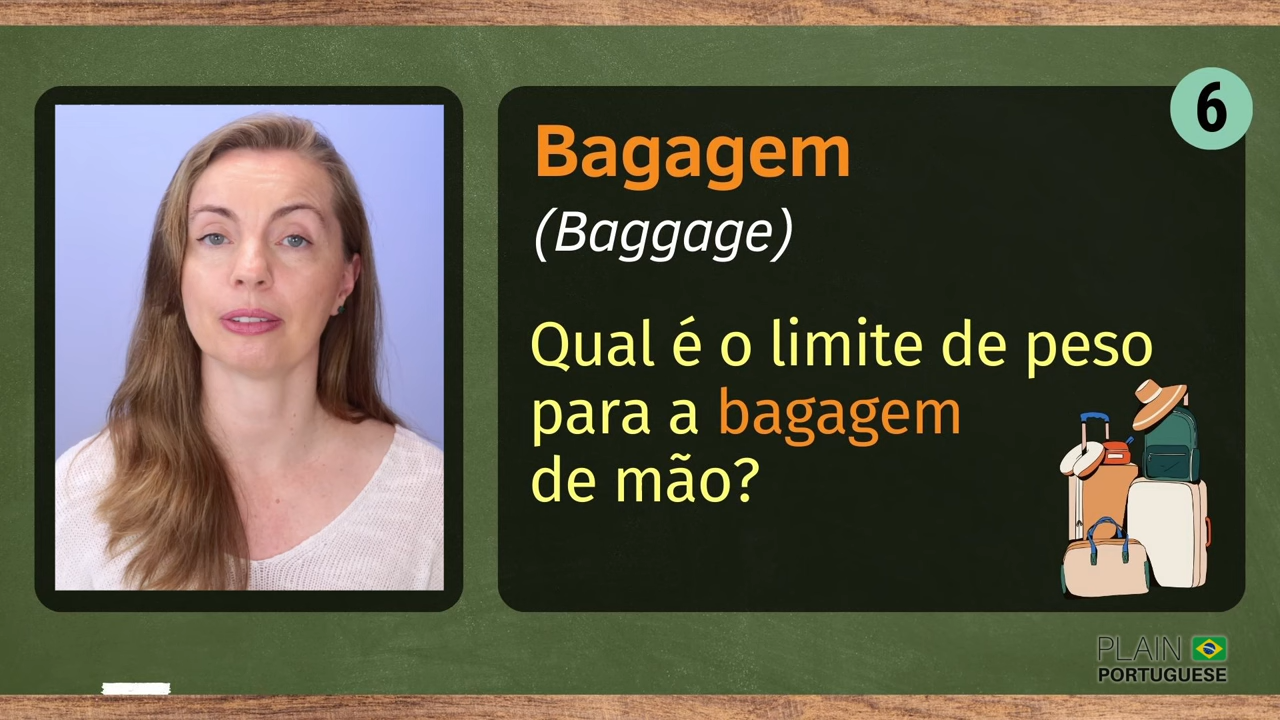 6
Bagagem
(Baggage)
Qual é o limite de peso
para a bagagem
de mão?
PLAIN
PORTUGUESE